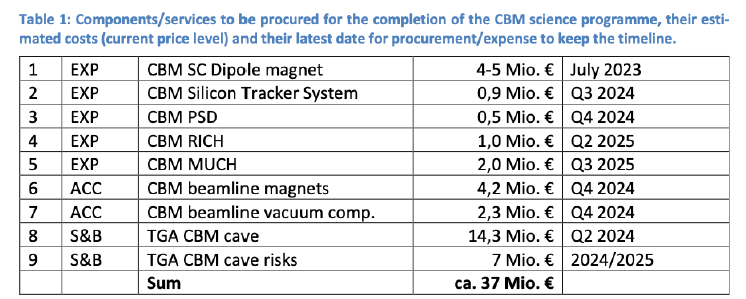 Table 1: Components/services to be procured for the completion of the CBM science programme, their esti-
mated costs (current price level) and their latest date for procurement/expense to keep the timeline.
1 EXP CBM SC Dipole magnet 4-5 Mio. € July 2023
2 EXP CBM Silicon Tracker System 0,9 Mio. € Q3 2024
3 EXP CBM PSD 0,5 Mio. € Q4 2024
4 EXP CBM RICH 1,0 Mio. € Q2 2025
5 EXP CBM MUCH 2,0 Mio. € Q3 2025
6 ACC CBM beamline magnets 4,2 Mio. € Q4 2024
7 ACC CBM beamline vacuum comp. 2,3 Mio. € Q4 2024
8 S&B TGA CBM cave 14,3 Mio. € Q2 2024
9 S&B TGA CBM cave risks 7 Mio. € 2024/2025
Sum ca. 37 Mio. €